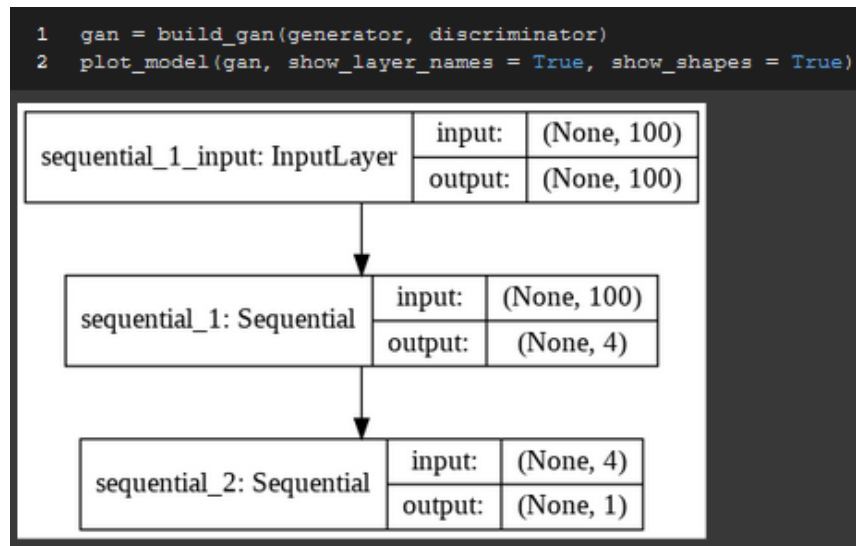 1 gan = build_gan(generator, discriminator)
2 plot_model(gan, show_layer_names = True, show_shapes = True)
sequential_1_input: InputLayer
input: (None, 100)
output: (None, 100)
sequential_1: Sequential
input: (None, 100)
output: (None, 4)
sequential_2: Sequential
input: (None, 4)
output: (None, 1)